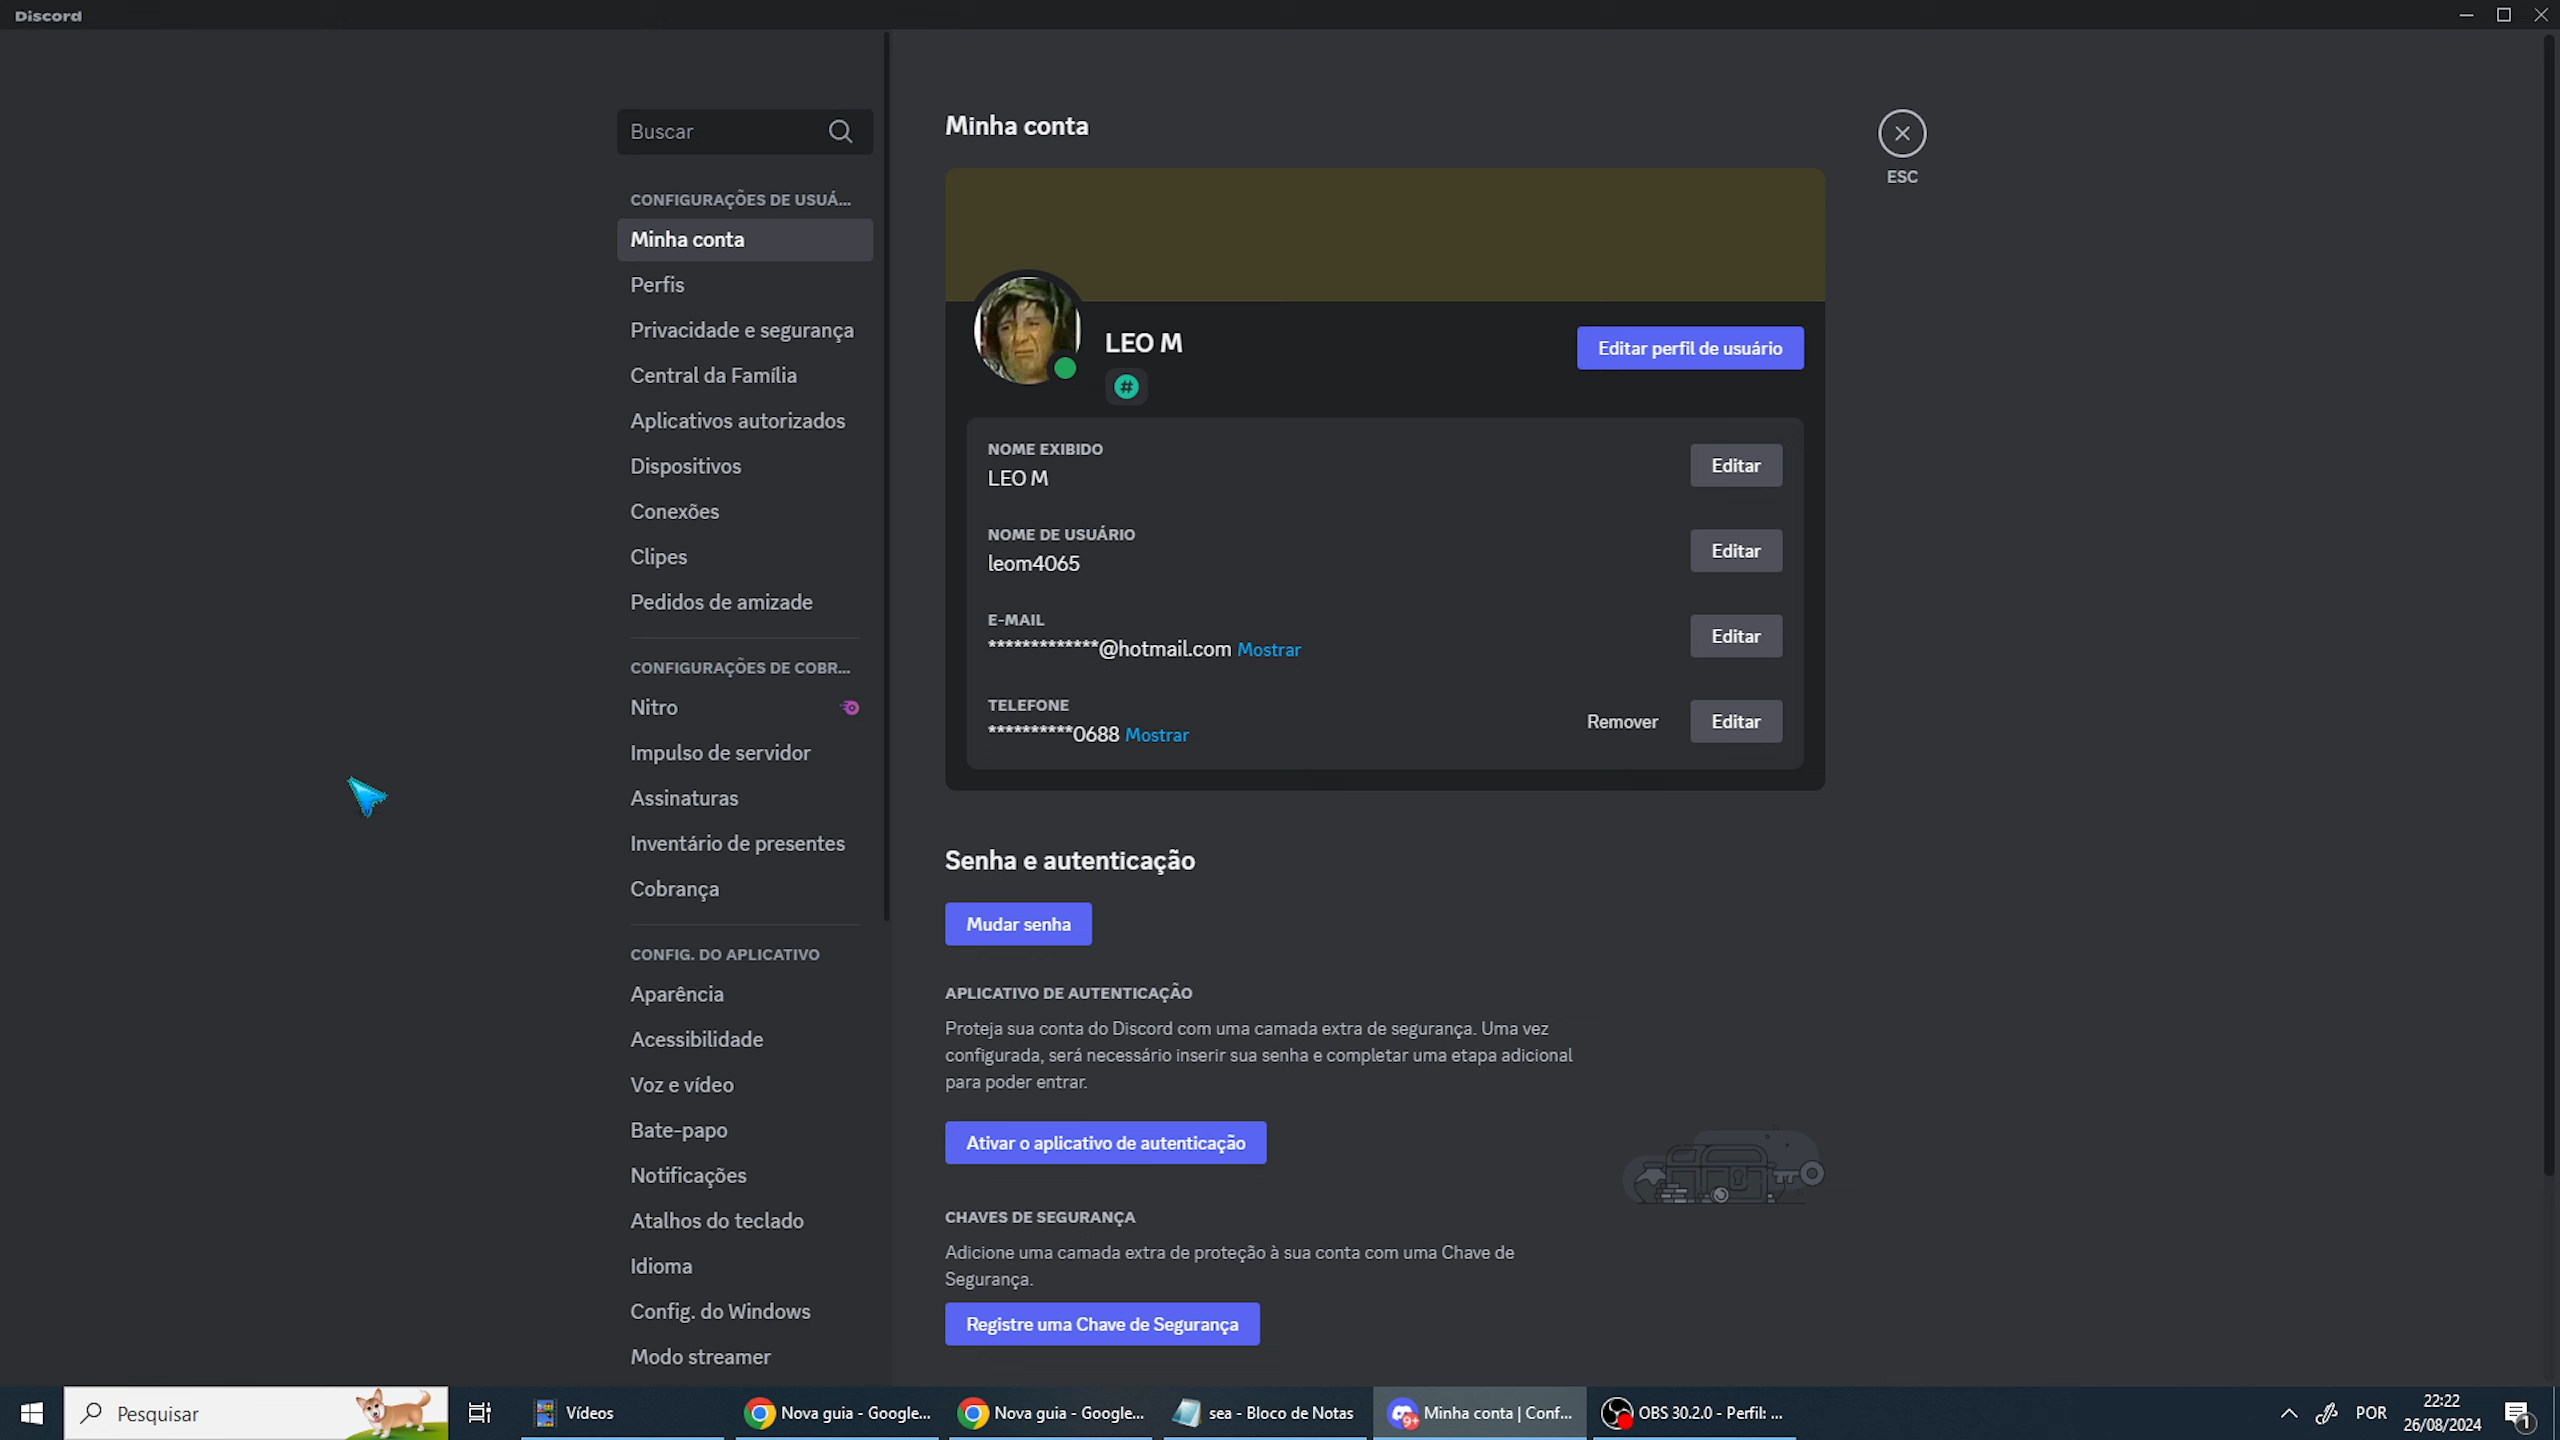 Discord
Buscar
CONFIGURAÇÕES DE USUÁ...
Minha conta
Perfis
Privacidade e segurança
Central da Família
Aplicativos autorizados
Dispositivos
Conexões
Clipes
Pedidos de amizade
CONFIGURAÇÕES DE COBR...
Nitro
Impulso de servidor
Assinaturas
Inventário de presentes
Cobrança
CONFIG. DO APLICATIVO
Aparência
Acessibilidade
Voz e vídeo
Bate-papo
Notificações
Atalhos do teclado
Idioma
Config. do Windows
Modo streamer
Minha conta
ESC
LEO M
#
Editar perfil de usuário
NOME EXIBIDO
LEO M
Editar
NOME DE USUÁRIO
leom4065
Editar
E-MAIL
*************@hotmail.com Mostrar
Editar
TELEFONE
**********0688 Mostrar
Remover Editar
Senha e autenticação
Mudar senha
APLICATIVO DE AUTENTICAÇÃO
Proteja sua conta do Discord com uma camada extra de segurança. Uma vez
configurada, será necessário inserir sua senha e completar uma etapa adicional
para poder entrar.
Ativar o aplicativo de autenticação
CHAVES DE SEGURANÇA
Adicione uma camada extra de proteção à sua conta com uma Chave de
Segurança.
Registre uma Chave de Segurança
Pesquisar
Vídeos
Nova guia - Google...
Nova guia - Google...
sea - Bloco de Notas
9+
Minha conta | Conf...
OBS 30.2.0 - Perfil: ...
POR
22:22
26/08/2024
1